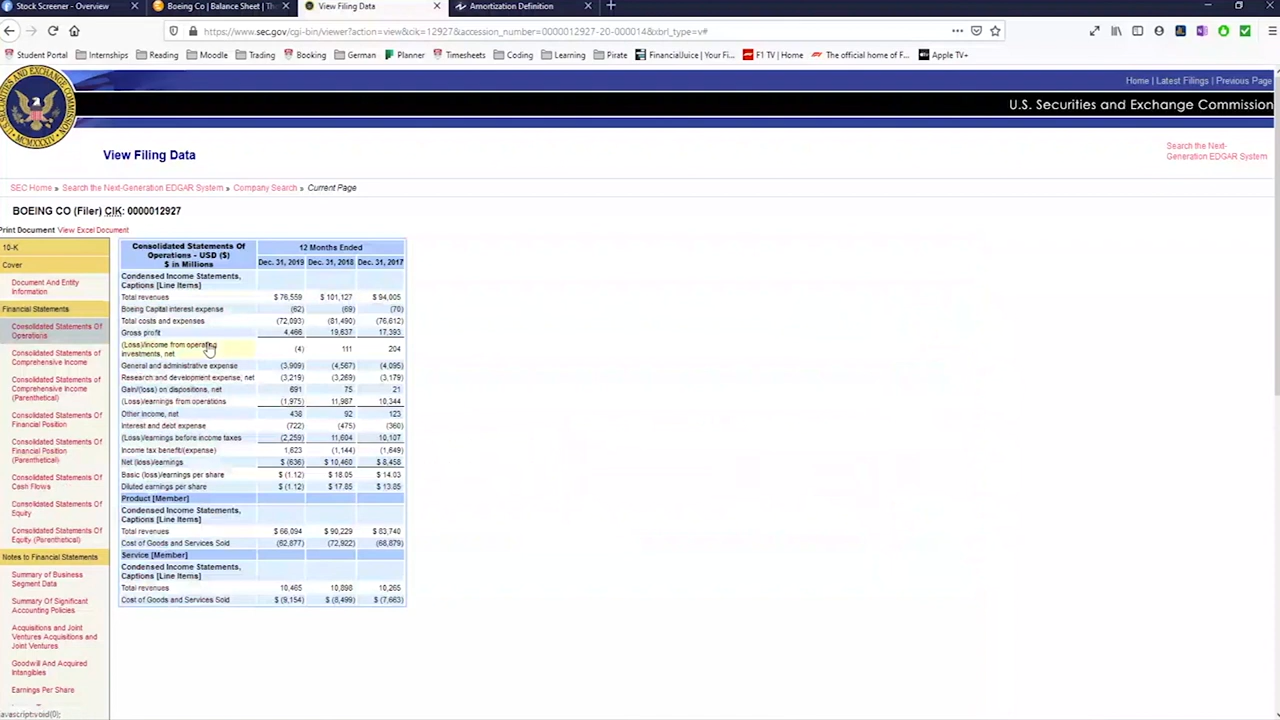 Stock Screener - Overview
Boeing Co | Balance Sheet | Th
View Filing Data
Amortization Definition
https://www.sec.gov/cgi-bin/viewer?action=view&cik=12927&accession_number=0000012927-20-000014&xbrl_type=v#
Student Portal
Internships
Reading
Moodle
Trading
Booking
German
Planner
Timesheets
Coding
Learning
Pirate
FinancialJuice | Your S...
F1 TV | Home
The official home of F...
Apple TV+
Home | Latest Filings | Previous Page
U.S. Securities and Exchange Commission
View Filing Data
Search the Next-
Generation EDGAR System
SEC Home » Search the Next-Generation EDGAR System » Company Search » Current Page
BOEING CO (Filer) CIK: 0000012927
Print Document View Excel Document
10-K
Cover
Document And Entity
Information
Financial Statements
Consolidated Statements Of
Operations
Consolidated Statements of
Comprehensive Income
Consolidated Statements of
Comprehensive Income
(Parenthetical)
Consolidated Statements Of
Financial Position
Consolidated Statements Of
Financial Position
(Parenthetical)
Consolidated Statements Of
Cash Flows
Consolidated Statements Of
Equity
Consolidated Statements Of
Equity (Parenthetical)
Notes to Financial Statements
Summary of Business
Segment Data
Summary Of Significant
Accounting Policies
Acquisitions and Joint
Ventures Acquisitions and
Joint Ventures
Goodwill And Acquired
Intangibles
Earnings Per Share
javascript:void(0);
Consolidated Statements Of
Operations - USD ($)
$ in Millions
12 Months Ended
Dec. 31, 2019 Dec. 31, 2018 Dec. 31, 2017
Condensed Income Statements,
Captions [Line Items]
Total revenues $ 76,559 $ 101,127 $ 94,005
Boeing Capital interest expense (62) (69) (70)
Total costs and expenses (72,093) (81,490) (76,612)
Gross profit 4,466 19,637 17,393
(Loss)/income from operating
investments, net (4) 111 204
General and administrative expense (3,909) (4,567) (4,095)
Research and development expense, net (3,219) (3,269) (3,179)
Gain/(loss) on dispositions, net 691 75 21
(Loss)/earnings from operations (1,975) 11,987 10,344
Other income, net 438 92 123
Interest and debt expense (722) (475) (360)
(Loss)/earnings before income taxes (2,259) 11,604 10,107
Income tax benefit/(expense) 1,623 (1,144) (1,649)
Net (loss)/earnings $ (636) $ 10,460 $ 8,458
Basic (loss)/earnings per share $ (1.12) $ 18.05 $ 14.03
Diluted earnings per share $ (1.12) $ 17.85 $ 13.85
Product [Member]
Condensed Income Statements,
Captions [Line Items]
Total revenues $ 66,094 $ 90,229 $ 83,740
Cost of Goods and Services Sold (62,877) (72,922) (68,879)
Service [Member]
Condensed Income Statements,
Captions [Line Items]
Total revenues 10,465 10,898 10,265
Cost of Goods and Services Sold $ (9,154) $ (8,499) $ (7,663)